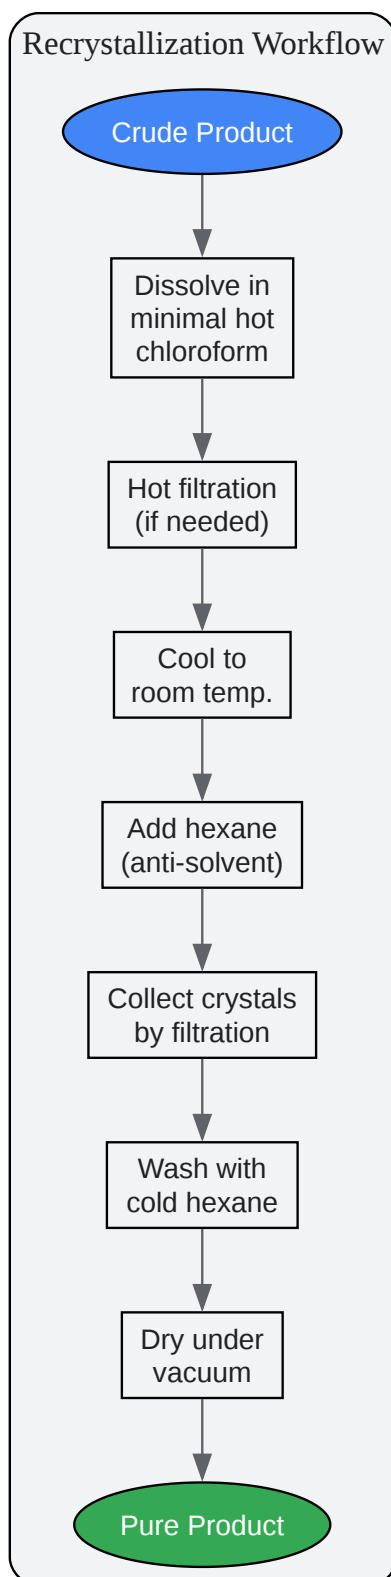 Recrystallization Workflow
Crude Product
Dissolve in
minimal hot
chloroform
Hot filtration
(if needed)
Cool to
room temp.
Add hexane
(anti-solvent)
Collect crystals
by filtration
Wash with
cold hexane
Dry under
vacuum
Pure Product